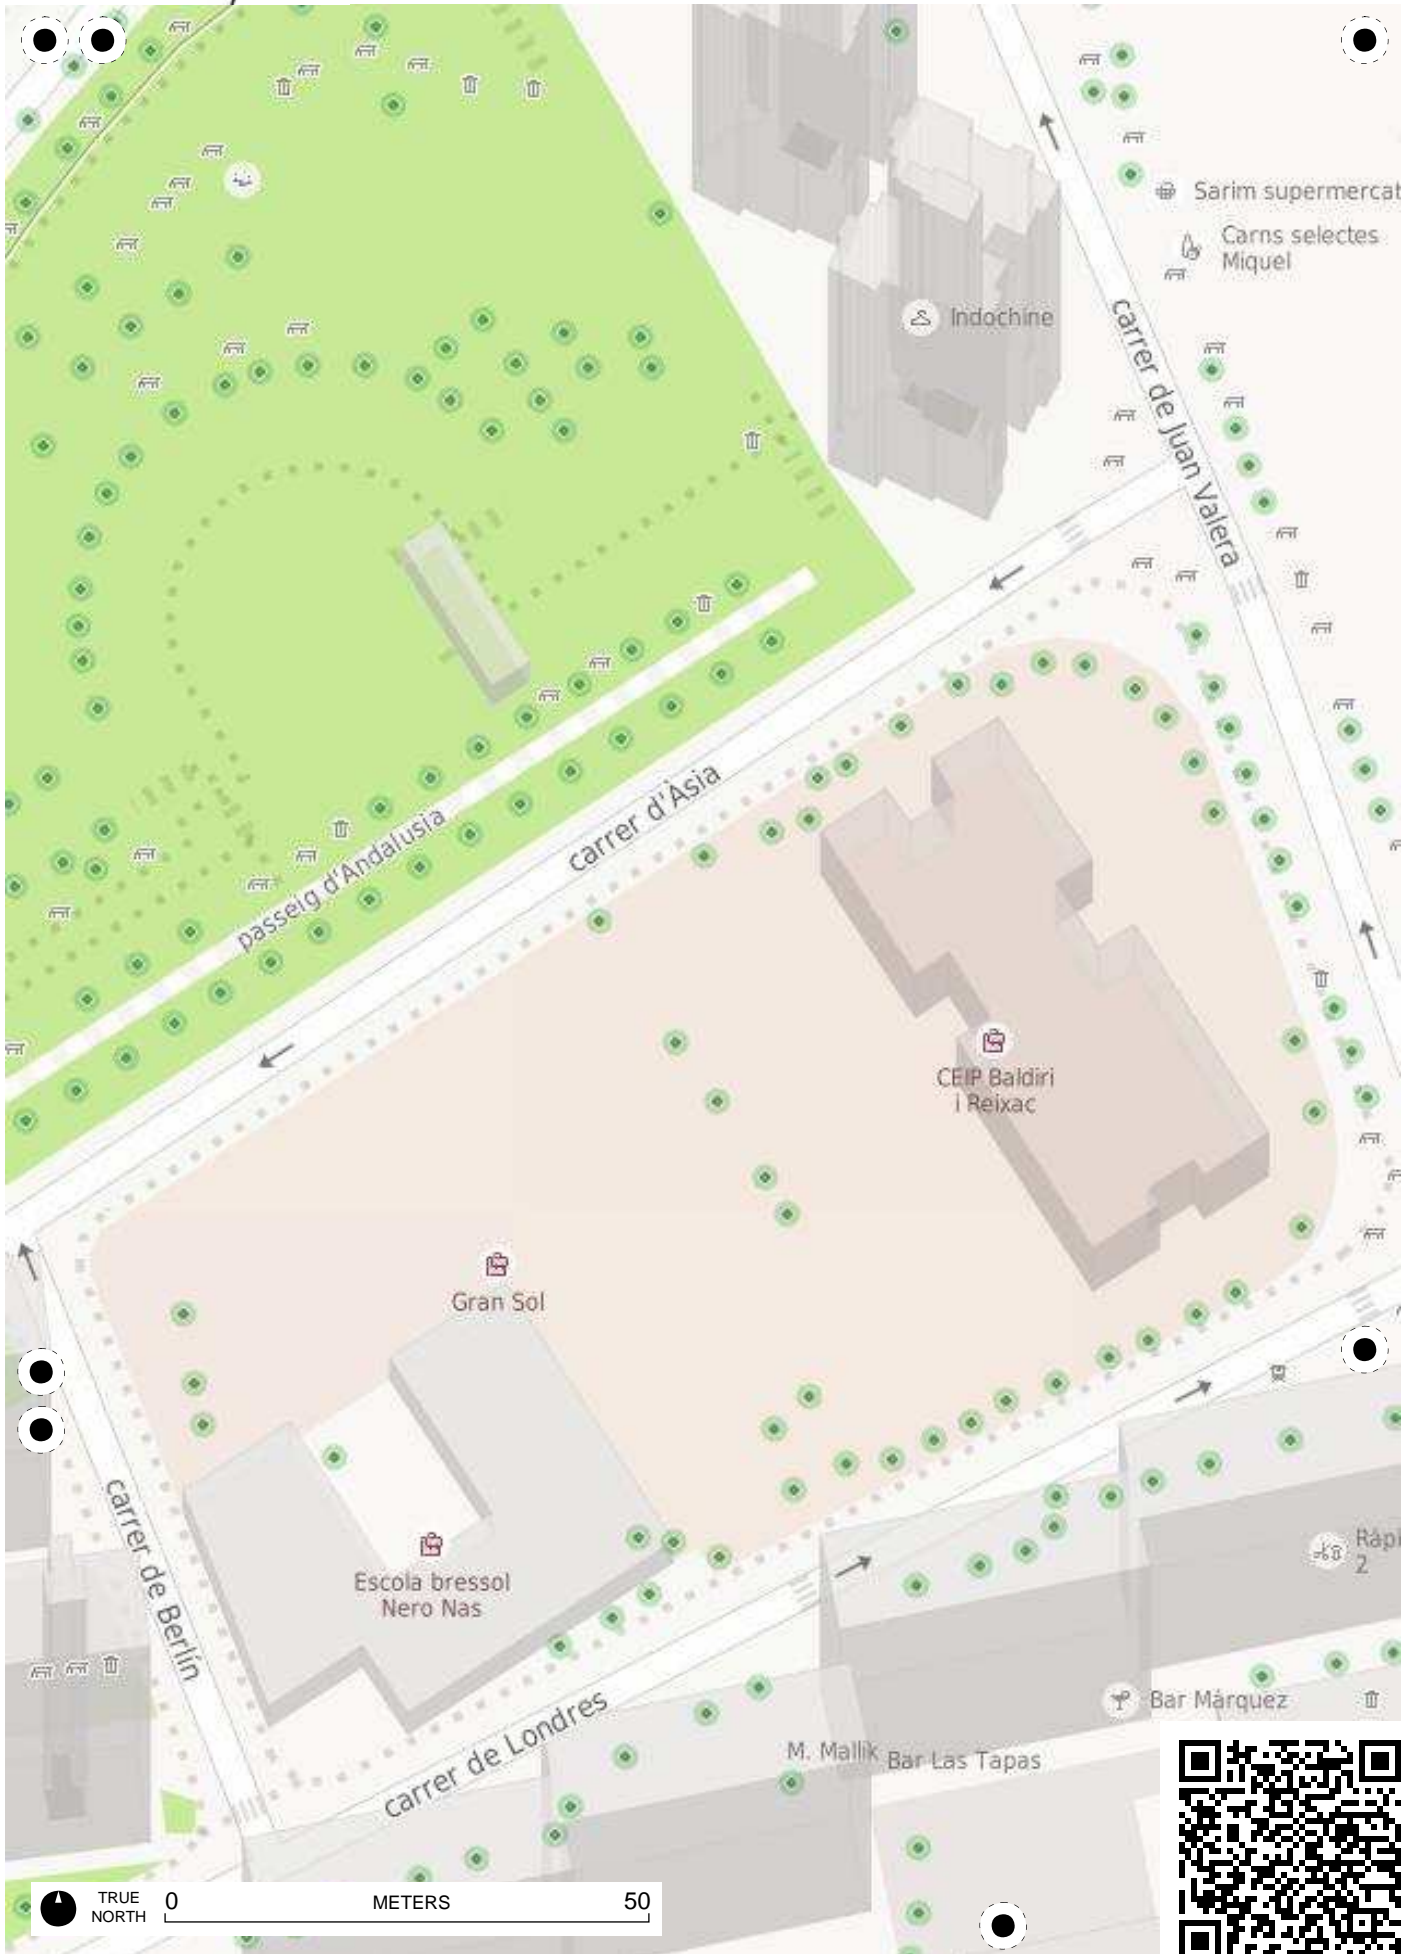 Sarim supermercat
Carns selectes
Miquel
Indochine
carrer de Juan Valera
carrer d'Àsia
passeig d'Andalusia
CEIP Baldiri
i Reixac
Gran Sol
Escola bressol
Nero Nas
carrer de Berlín
carrer de Londres
2
Bar Márquez
M. Mallik
Bar Las Tapas
TRUE
NORTH
0
METERS
50